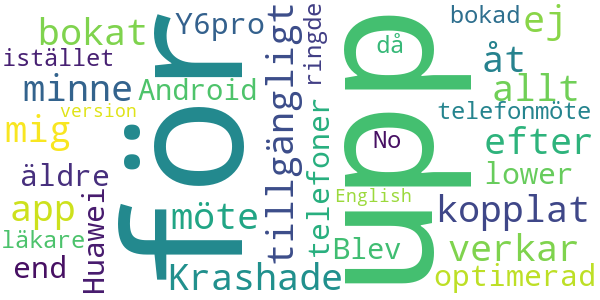 bokat
Y6pro
ringde
bokad
ej
istället
då
åt
minne
Android
allt
version
telefonmöte
mig
för
tillgängligt
upp
No
efter
äldre
telefoner
lower
app
möte
English
kopplat
läkare
Huawei
Blev
verkar
end
Krashade
optimerad